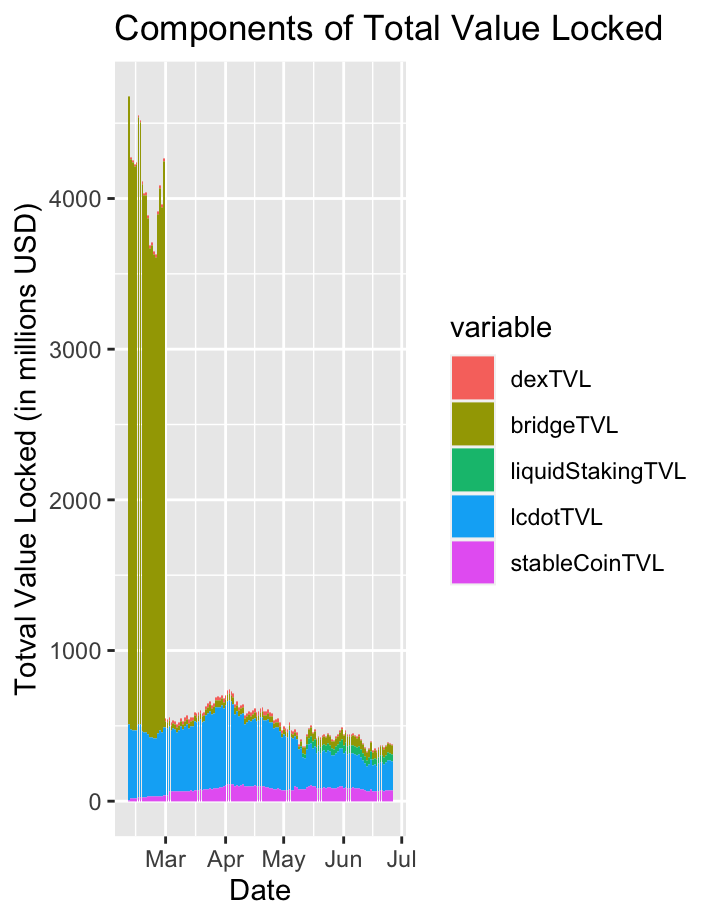 Components of Total Value Locked
Totval Value Locked (in millions USD)
4000
3000
2000
1000
0
Mar Apr May Jun Jul
Date
variable
dexTVL
bridgeTVL
liquidStakingTVL
lcdotTVL
stableCoinTVL